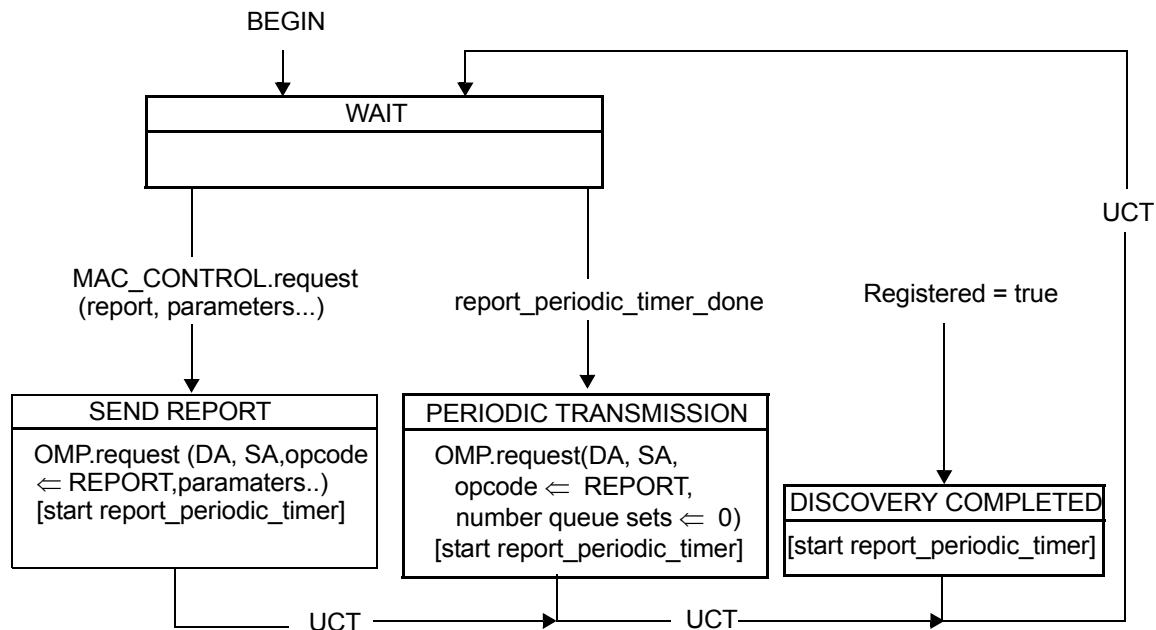 BEGIN
WAIT
UCT
MAC_CONTROL.request
(report, parameters...)
report_periodic_timer_done
Registered = true
SEND REPORT
OMP.request (DA, SA,opcode
⇐ REPORT,paramaters..)
[start report_periodic_timer]
PERIODIC TRANSMISSION
OMP.request(DA, SA,
opcode ⇐ REPORT,
number queue sets ⇐ 0)
[start report_periodic_timer]
DISCOVERY COMPLETED
[start report_periodic_timer]
UCT
UCT